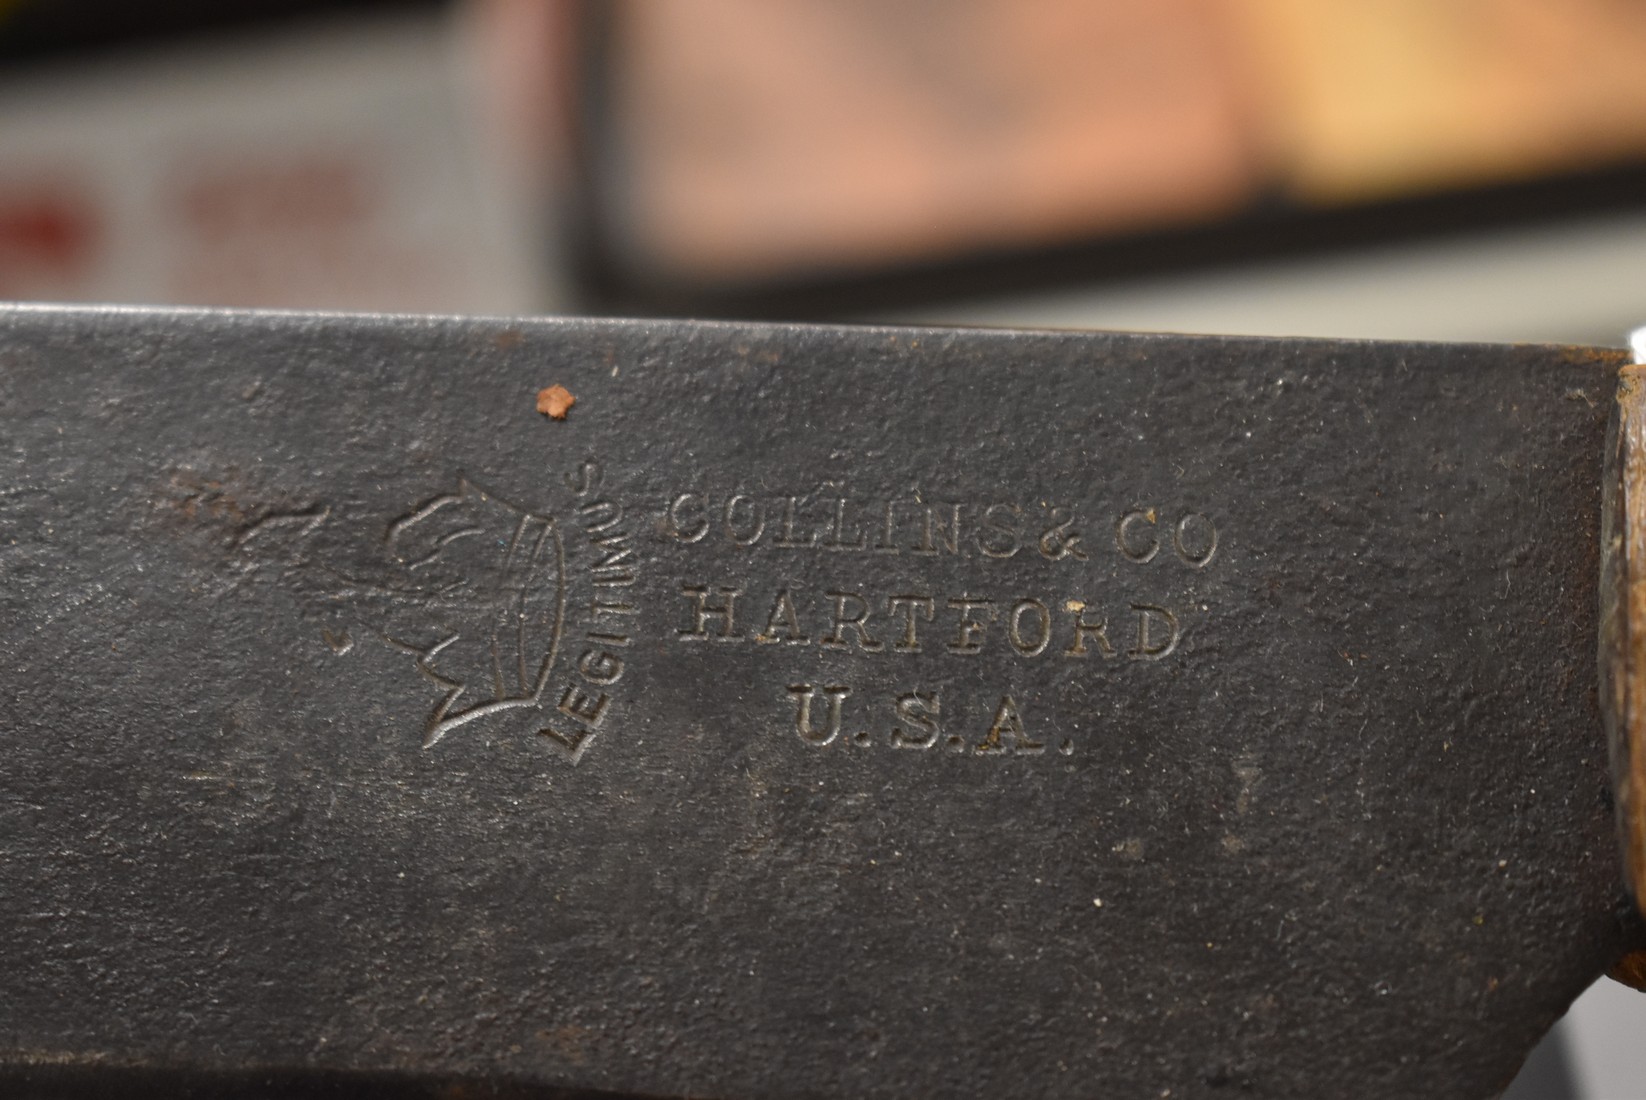 LEGITIMUS
COLLINS & CO
HARTFORD
U.S.A.